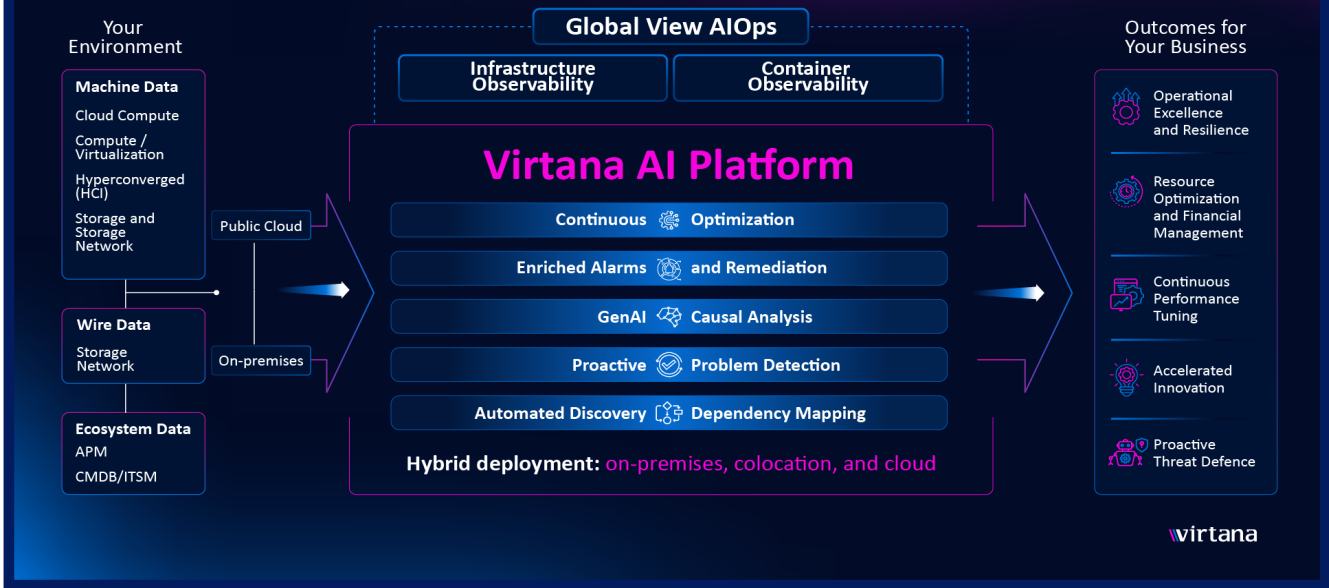 Your
Environment
Machine Data
Cloud Compute
Compute /
Virtualization
Hyperconverged
(HCI)
Storage and
Storage
Network
Wire Data
Storage
Network
Ecosystem Data
APM
CMDB/ITSM
Public Cloud
On-premises
Global View AIOps
Infrastructure
Observability
Container
Observability
Virtana AI Platform
Continuous Optimization
Enriched Alarms and Remediation
GenAI Causal Analysis
Proactive Problem Detection
Automated Discovery Dependency Mapping
Hybrid deployment: on-premises, colocation, and cloud
Outcomes for
Your Business
Operational
Excellence
and Resilience
Resource
Optimization
and Financial
Management
Continuous
Performance
Tuning
Accelerated
Innovation
Proactive
Threat Defence
virtana